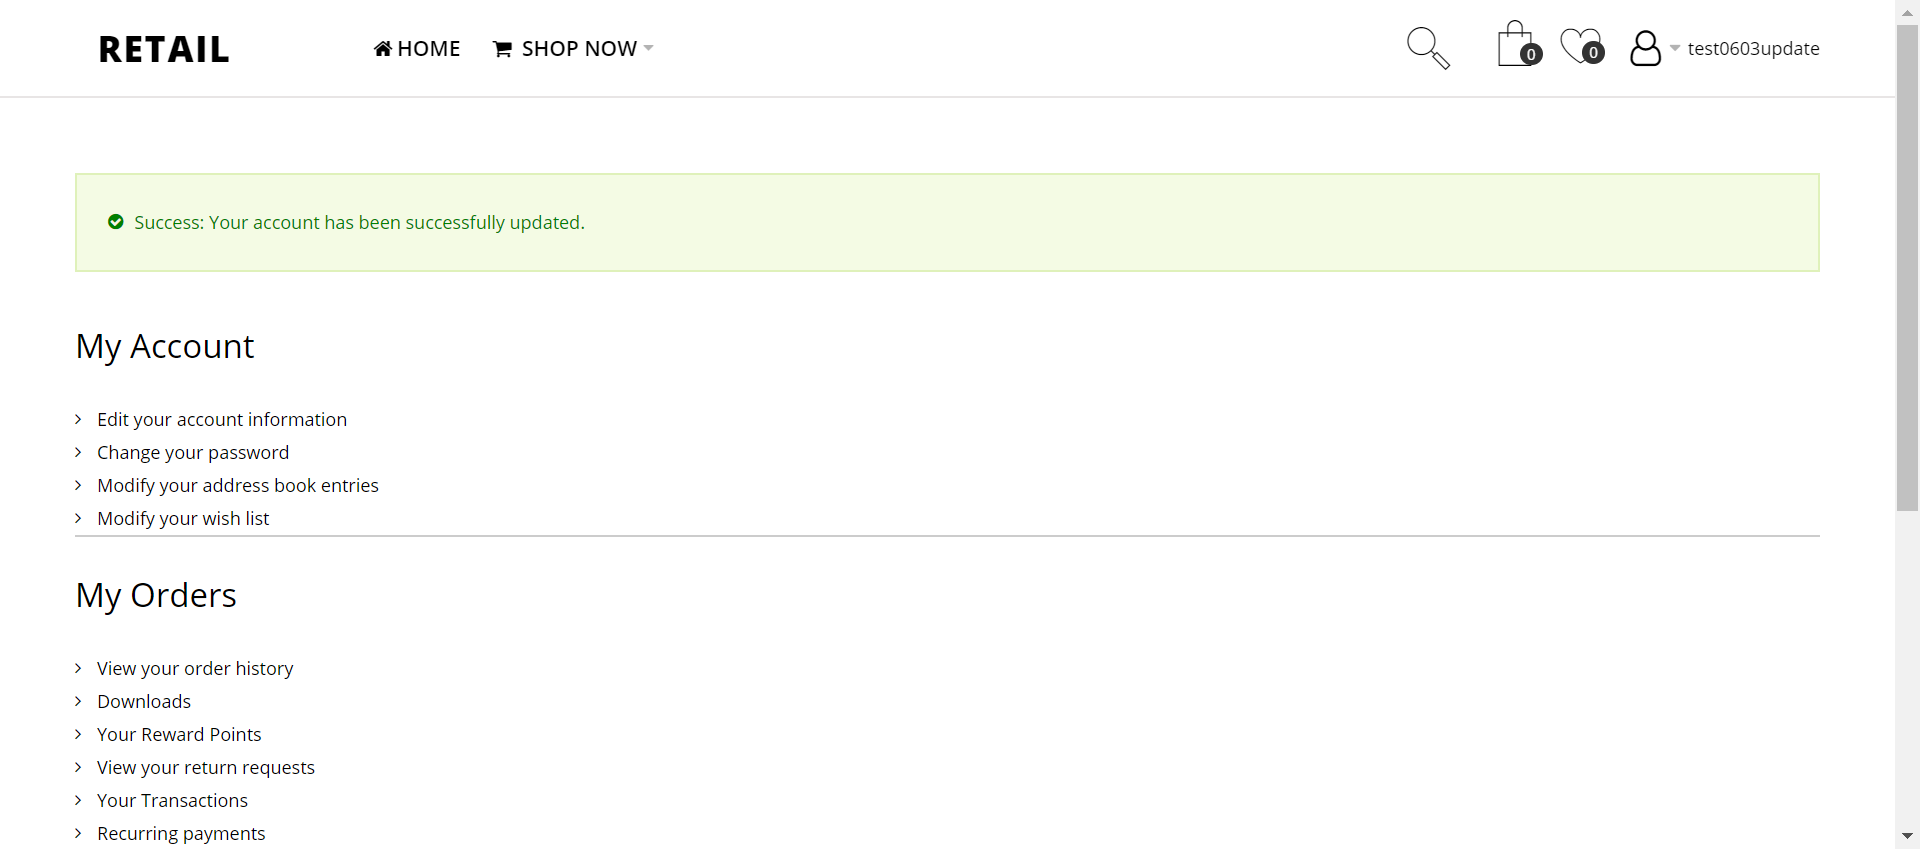 RETAIL
HOME
SHOP NOW
0
0
test0603update
Success: Your account has been successfully updated.
My Account
Edit your account information
Change your password
Modify your address book entries
Modify your wish list
My Orders
View your order history
Downloads
Your Reward Points
View your return requests
Your Transactions
Recurring payments